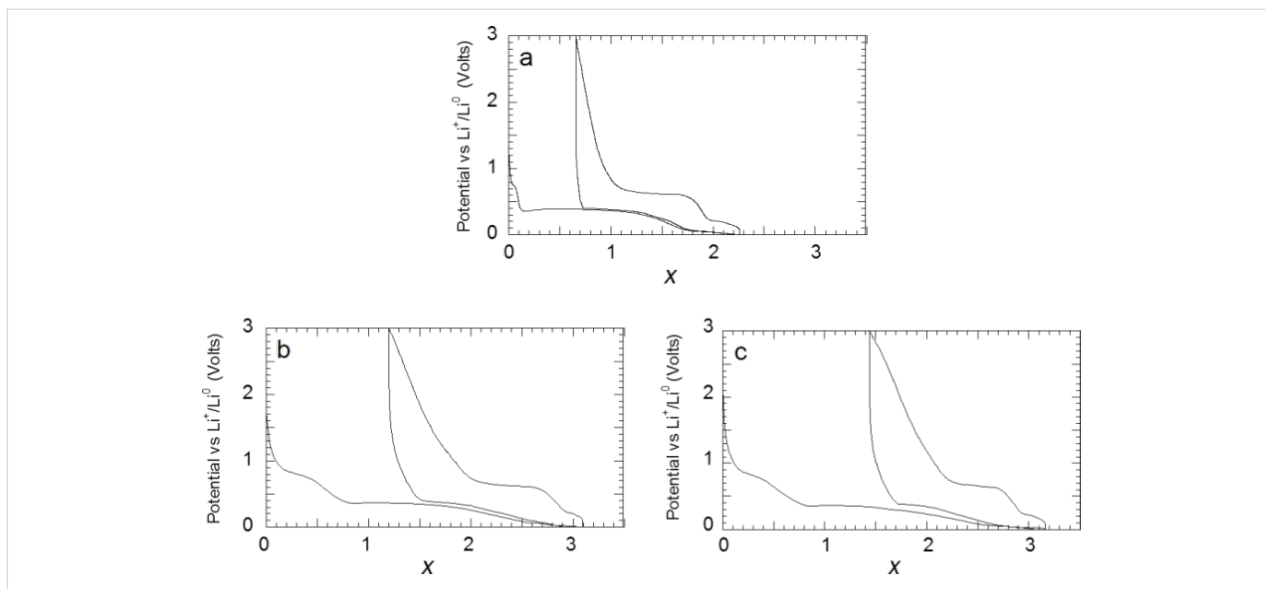 a
Potential vs Li⁺/Li⁰ (Volts)
3
2
1
0
0 1 2 3
x
b
Potential vs Li⁺/Li⁰ (Volts)
3
2
1
0
0 1 2 3
x
c
Potential vs Li⁺/Li⁰ (Volts)
3
2
1
0
0 1 2 3
x